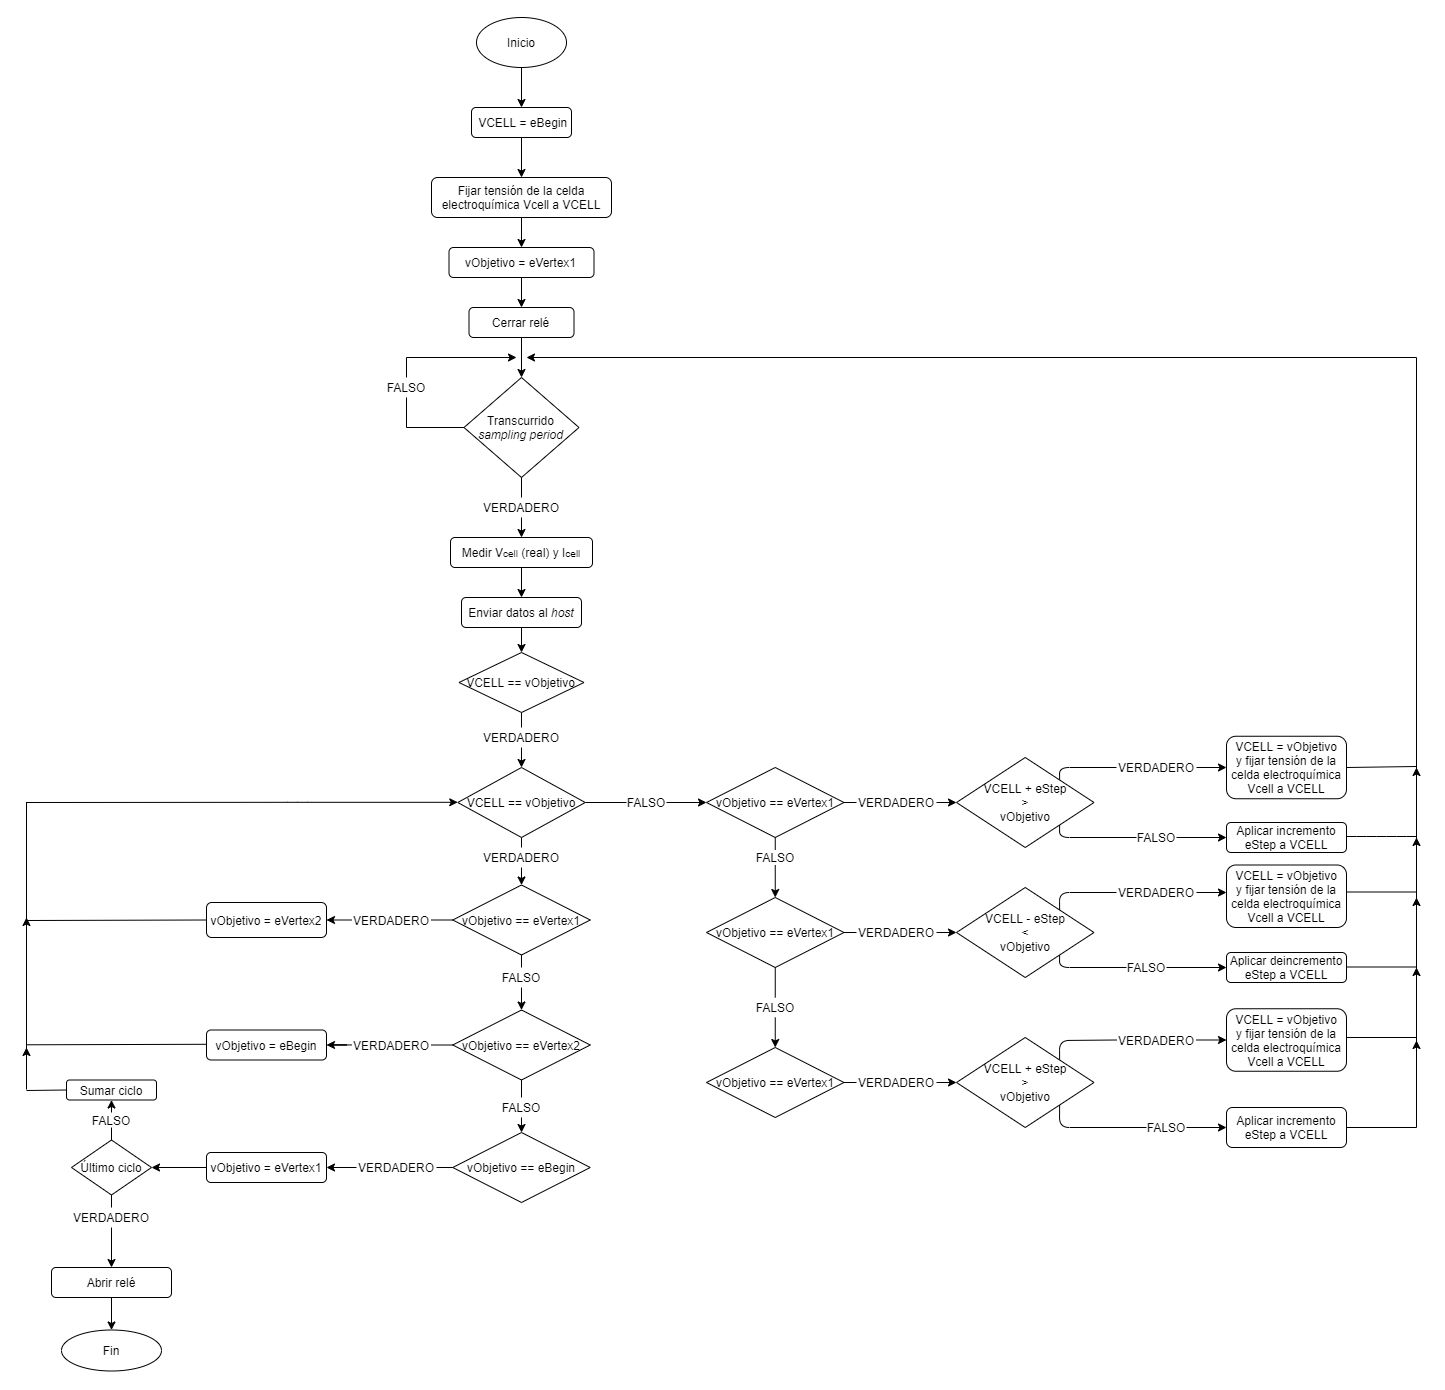 Inicio
VCELL = eBegin
Fijar tensión de la celda
electroquímica Vcell a VCELL
vObjetivo = eVertex1
Cerrar relé
FALSO
Transcurrido
sampling period
VERDADERO
Medir Vcell (real) y Icell
Enviar datos al host
VCELL == vObjetivo
VERDADERO
VCELL == vObjetivo
FALSO
vObjetivo == eVertex1
VERDADERO
VCELL + eStep
>
vObjetivo
VERDADERO
VCELL = vObjetivo
y fijar tensión de la
celda electroquímica
Vcell a VCELL
FALSO
Aplicar incremento
eStep a VCELL
VERDADERO
FALSO
vObjetivo = eVertex2
VERDADERO
vObjetivo == eVertex1
vObjetivo == eVertex1
VERDADERO
VCELL - eStep
<
vObjetivo
VERDADERO
VCELL = vObjetivo
y fijar tensión de la
celda electroquímica
Vcell a VCELL
FALSO
Aplicar deincremento
eStep a VCELL
FALSO
FALSO
vObjetivo = eBegin
VERDADERO
vObjetivo == eVertex2
vObjetivo == eVertex1
VERDADERO
VCELL + eStep
>
vObjetivo
VERDADERO
VCELL = vObjetivo
y fijar tensión de la
celda electroquímica
Vcell a VCELL
FALSO
Aplicar incremento
eStep a VCELL
Sumar ciclo
FALSO
FALSO
Último ciclo
vObjetivo = eVertex1
VERDADERO
vObjetivo == eBegin
VERDADERO
Abrir relé
Fin